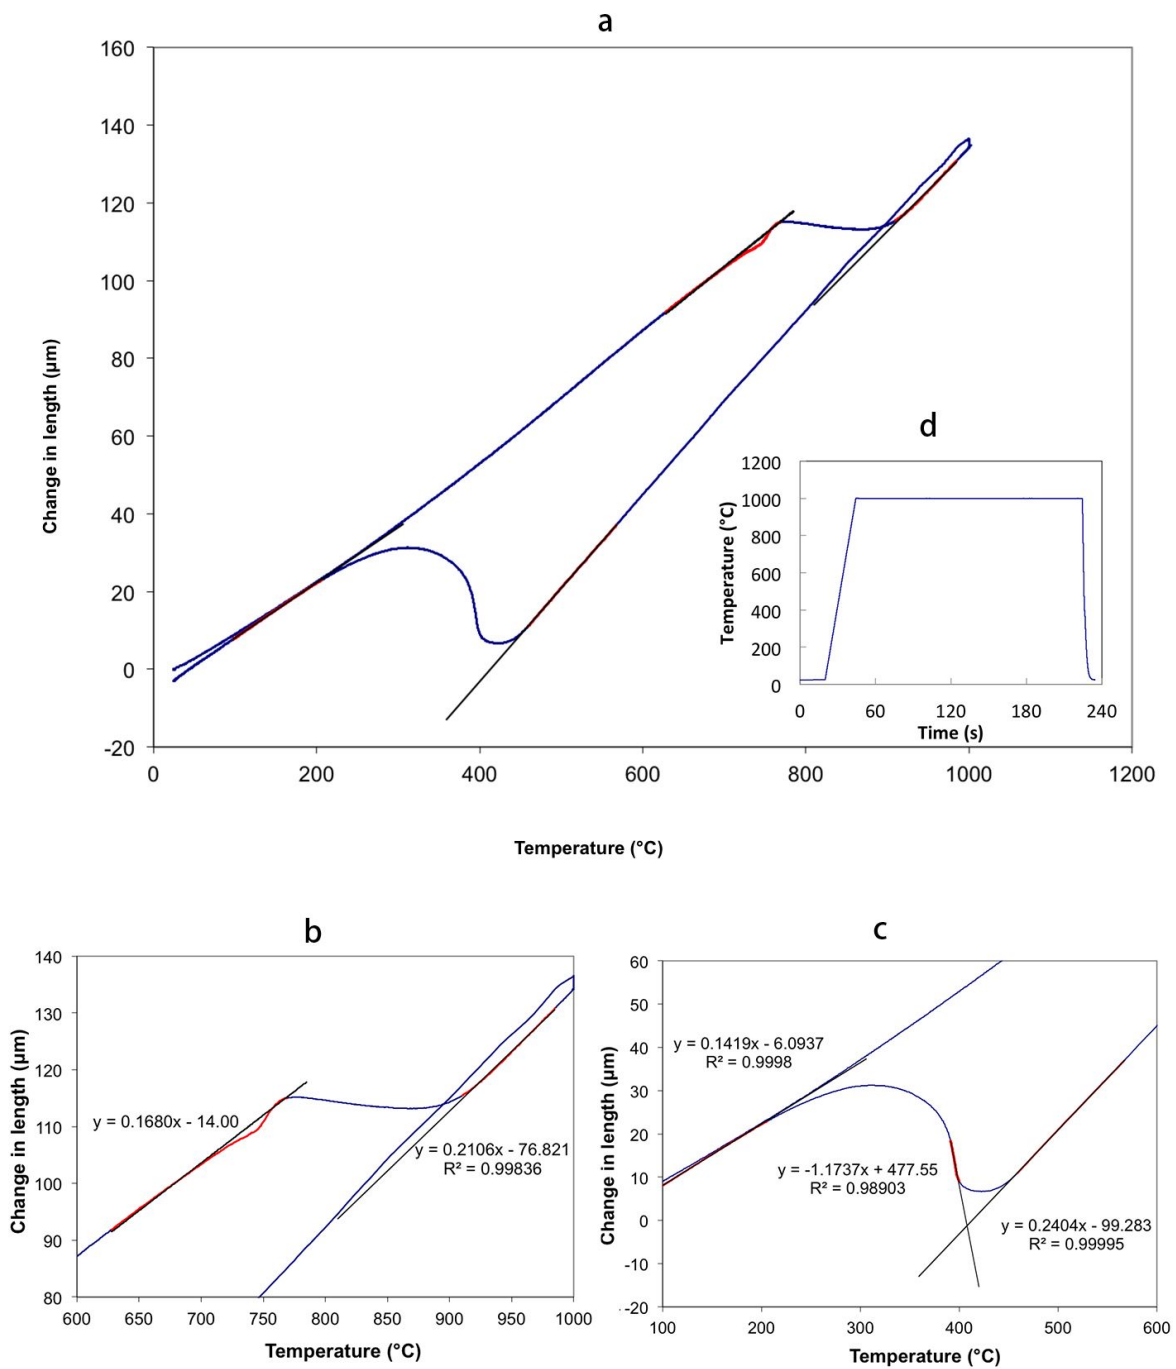 a
160
140
120
100
80
60
40
20
0
-20
0 200 400 600 800 1000 1200
Change in length (µm)
Temperature (°C)
d
1200
1000
800
600
400
200
0
0 60 120 180 240
Temperature (°C)
Time (s)
b
140
130
120
110
100
90
80
600 650 700 750 800 850 900 950 1000
Change in length (µm)
Temperature (°C)
y = 0.1680x - 14.00
y = 0.2106x - 76.821
R² = 0.99836
c
60
50
40
30
20
10
0
-10
-20
100 200 300 400 500 600
Change in length (µm)
Temperature (°C)
y = 0.1419x - 6.0937
R² = 0.9998
y = -1.1737x + 477.55
R² = 0.98903
y = 0.2404x - 99.283
R² = 0.99995